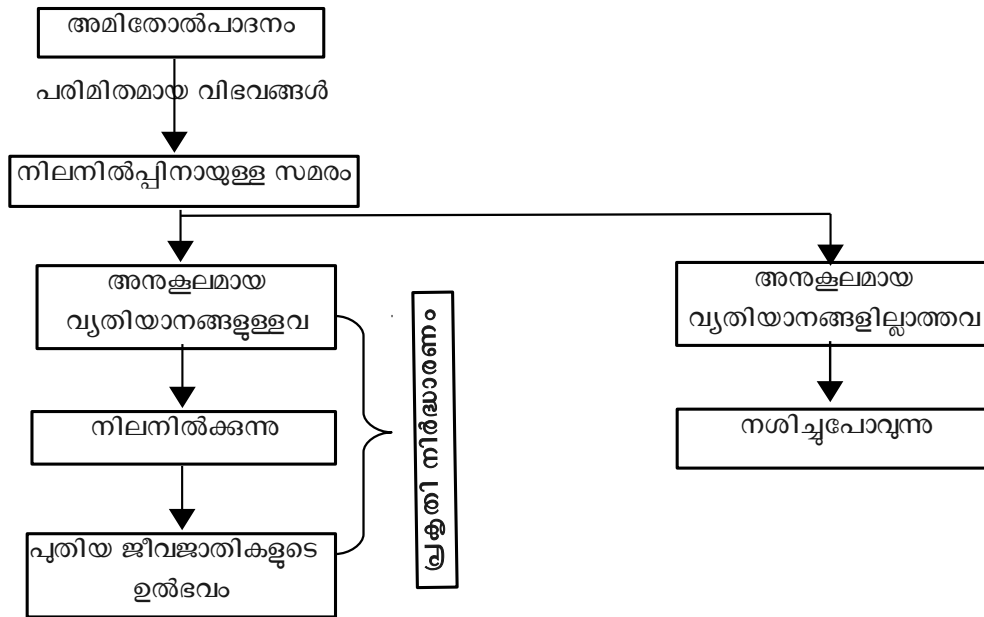 അമിതോൽപാദനം
പരിമിതമായ വിഭവങ്ങൾ
നിലനിൽപ്പിനായുള്ള സമരം
അനുകൂലമായ
വ്യതിയാനങ്ങളുള്ളവ
നിലനിൽക്കുന്നു
പുതിയ ജീവജാതികളുടെ
ഉൽഭവം
പ്രകൃതി നിർദ്ധാരണം
അനുകൂലമായ
വ്യതിയാനങ്ങളില്ലാത്തവ
നശിച്ചുപോവുന്നു